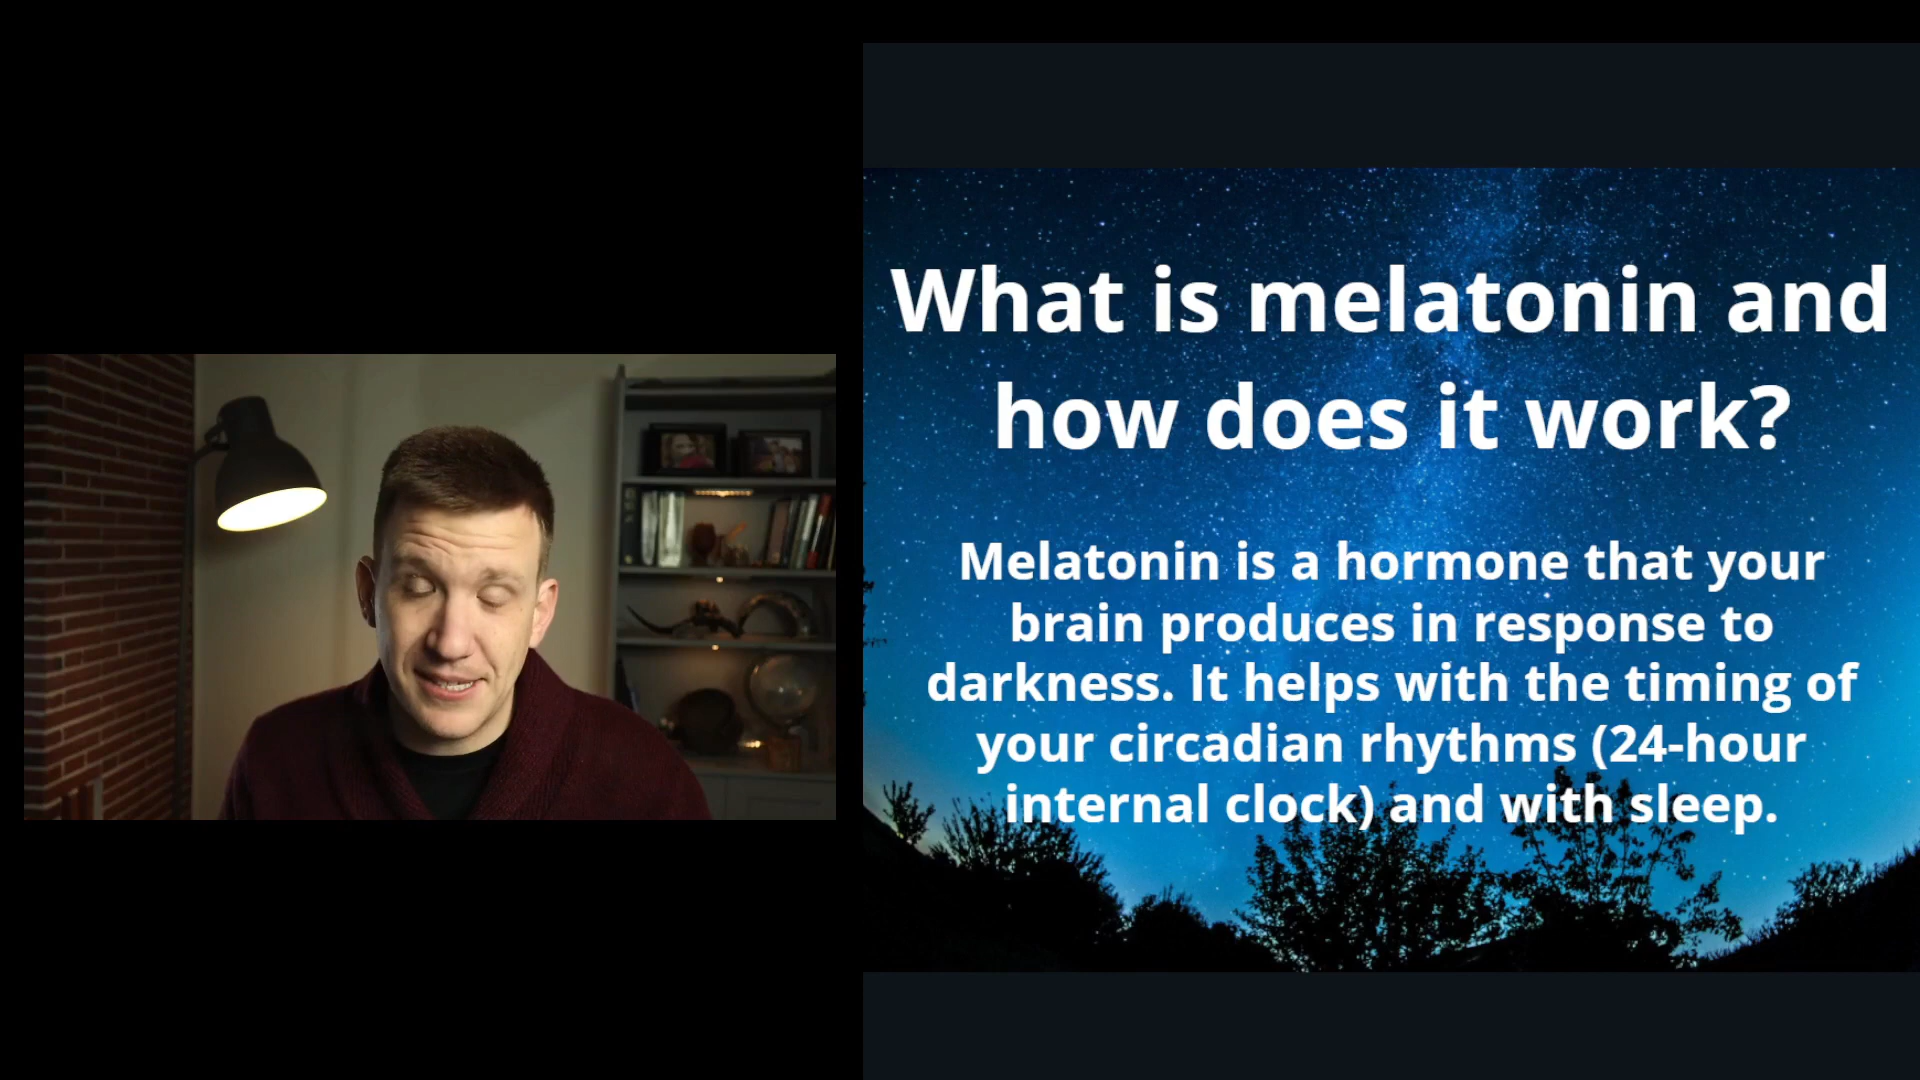 What is melatonin and
how does it work?
Melatonin is a hormone that your
brain produces in response to
darkness. It helps with the timing of
your circadian rhythms (24-hour
internal clock) and with sleep.